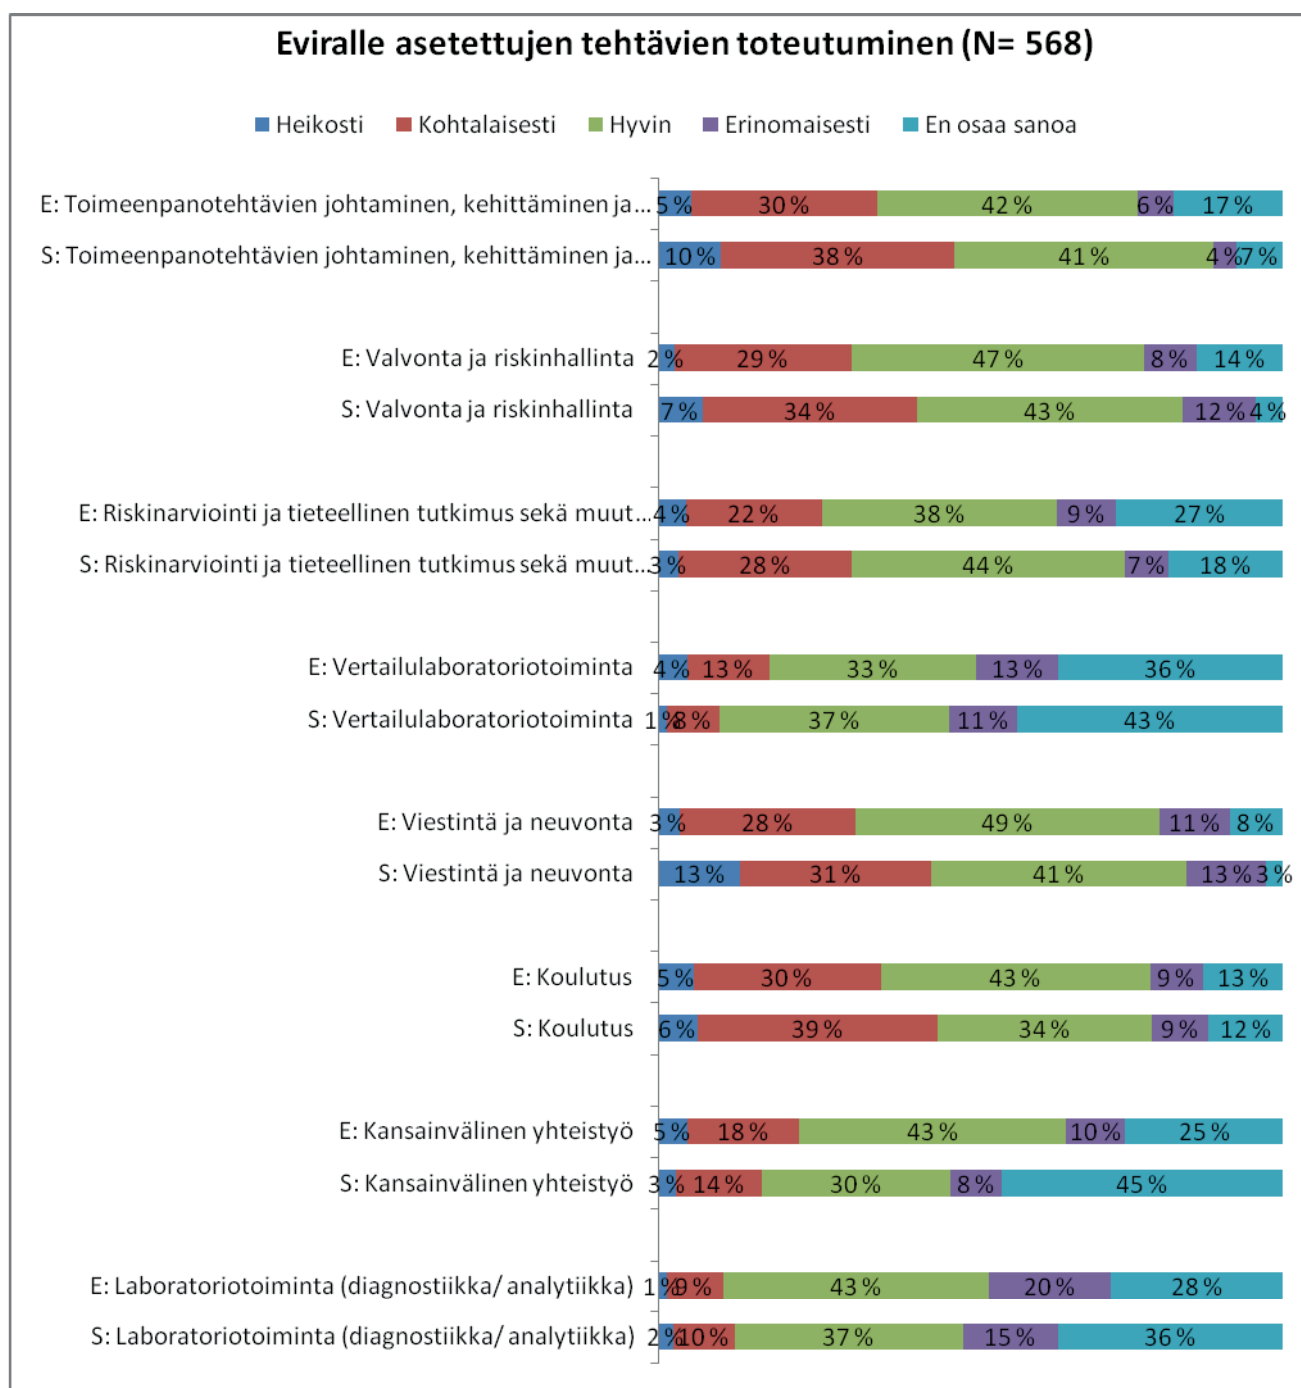 Eviralle asetettujen tehtävien toteutuminen (N= 568)
Heikosti Kohtalaisesti Hyvin Erinomaisesti En osaa sanoa
E: Toimeenpanotehtävien johtaminen, kehittäminen ja... 5 % 30 % 42 % 6 % 17 %
S: Toimeenpanotehtävien johtaminen, kehittäminen ja... 10 % 38 % 41 % 4 % 7 %
E: Valvonta ja riskinhallinta 2 % 29 % 47 % 8 % 14 %
S: Valvonta ja riskinhallinta 7 % 34 % 43 % 12 % 4 %
E: Riskinarviointi ja tieteellinen tutkimus sekä muut... 4 % 22 % 38 % 9 % 27 %
S: Riskinarviointi ja tieteellinen tutkimus sekä muut... 3 % 28 % 44 % 7 % 18 %
E: Vertailulaboratoriotoiminta 4 % 13 % 33 % 13 % 36 %
S: Vertailulaboratoriotoiminta 1 % 8 % 37 % 11 % 43 %
E: Viestintä ja neuvonta 3 % 28 % 49 % 11 % 8 %
S: Viestintä ja neuvonta 13 % 31 % 41 % 13 % 3 %
E: Koulutus 5 % 30 % 43 % 9 % 13 %
S: Koulutus 6 % 39 % 34 % 9 % 12 %
E: Kansainvälinen yhteistyö 5 % 18 % 43 % 10 % 25 %
S: Kansainvälinen yhteistyö 3 % 14 % 30 % 8 % 45 %
E: Laboratoriotoiminta (diagnostiikka/ analytiikka) 1 % 9 % 43 % 20 % 28 %
S: Laboratoriotoiminta (diagnostiikka/ analytiikka) 2 % 10 % 37 % 15 % 36 %